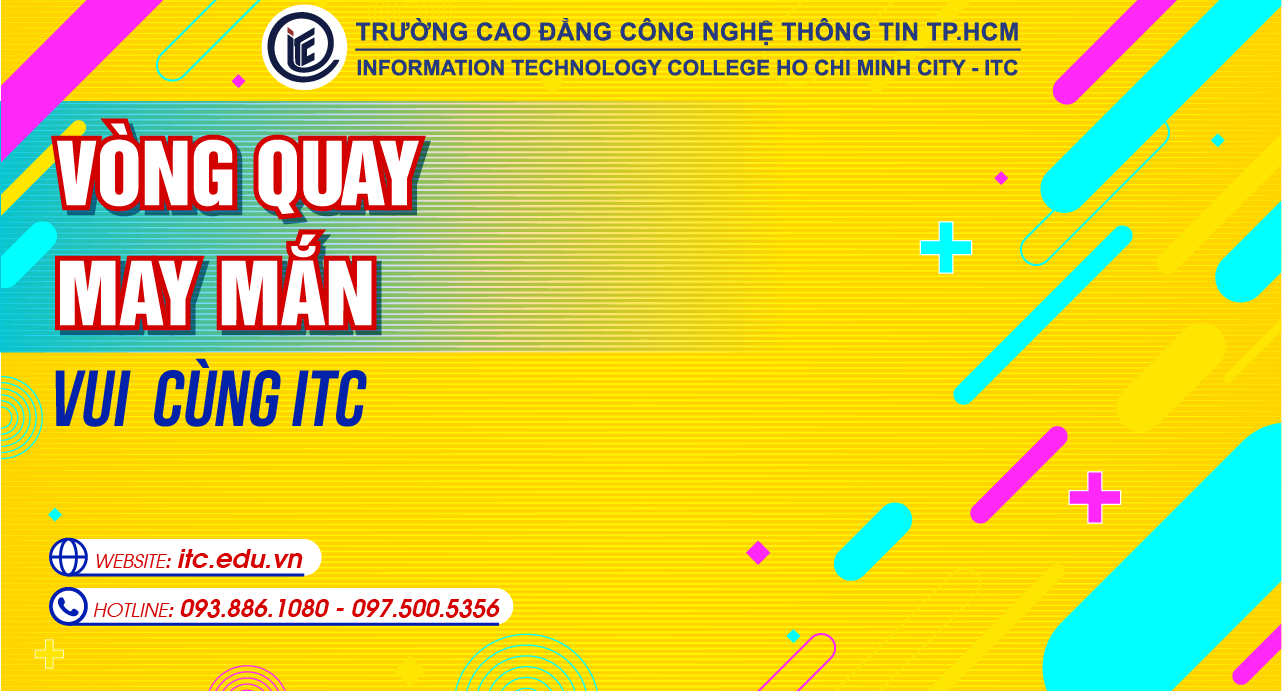 ITC
TRƯỜNG CAO ĐẲNG CÔNG NGHỆ THÔNG TIN TP.HCM
INFORMATION TECHNOLOGY COLLEGE HO CHI MINH CITY - ITC
VÒNG QUAY
MAY MẮN
VUI CÙNG ITC
WEBSITE: itc.edu.vn
HOTLINE: 093.886.1080 - 097.500.5356